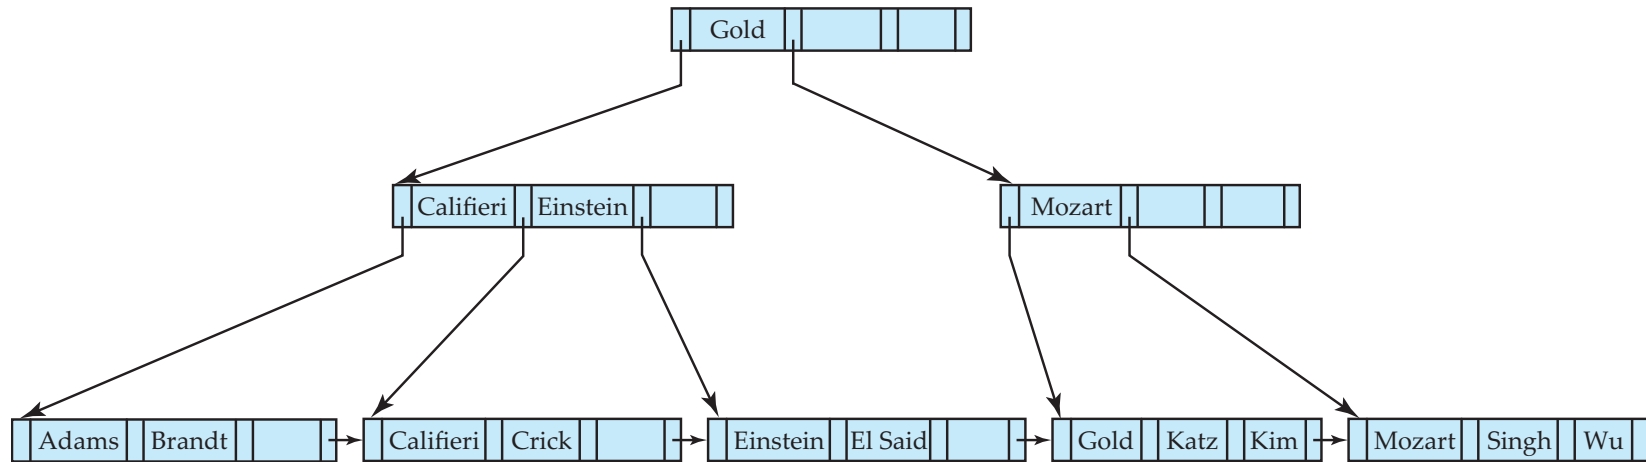 Gold
Califieri Einstein Mozart
Adams Brandt Califieri Crick Einstein El Said Gold Katz Kim Mozart Singh Wu